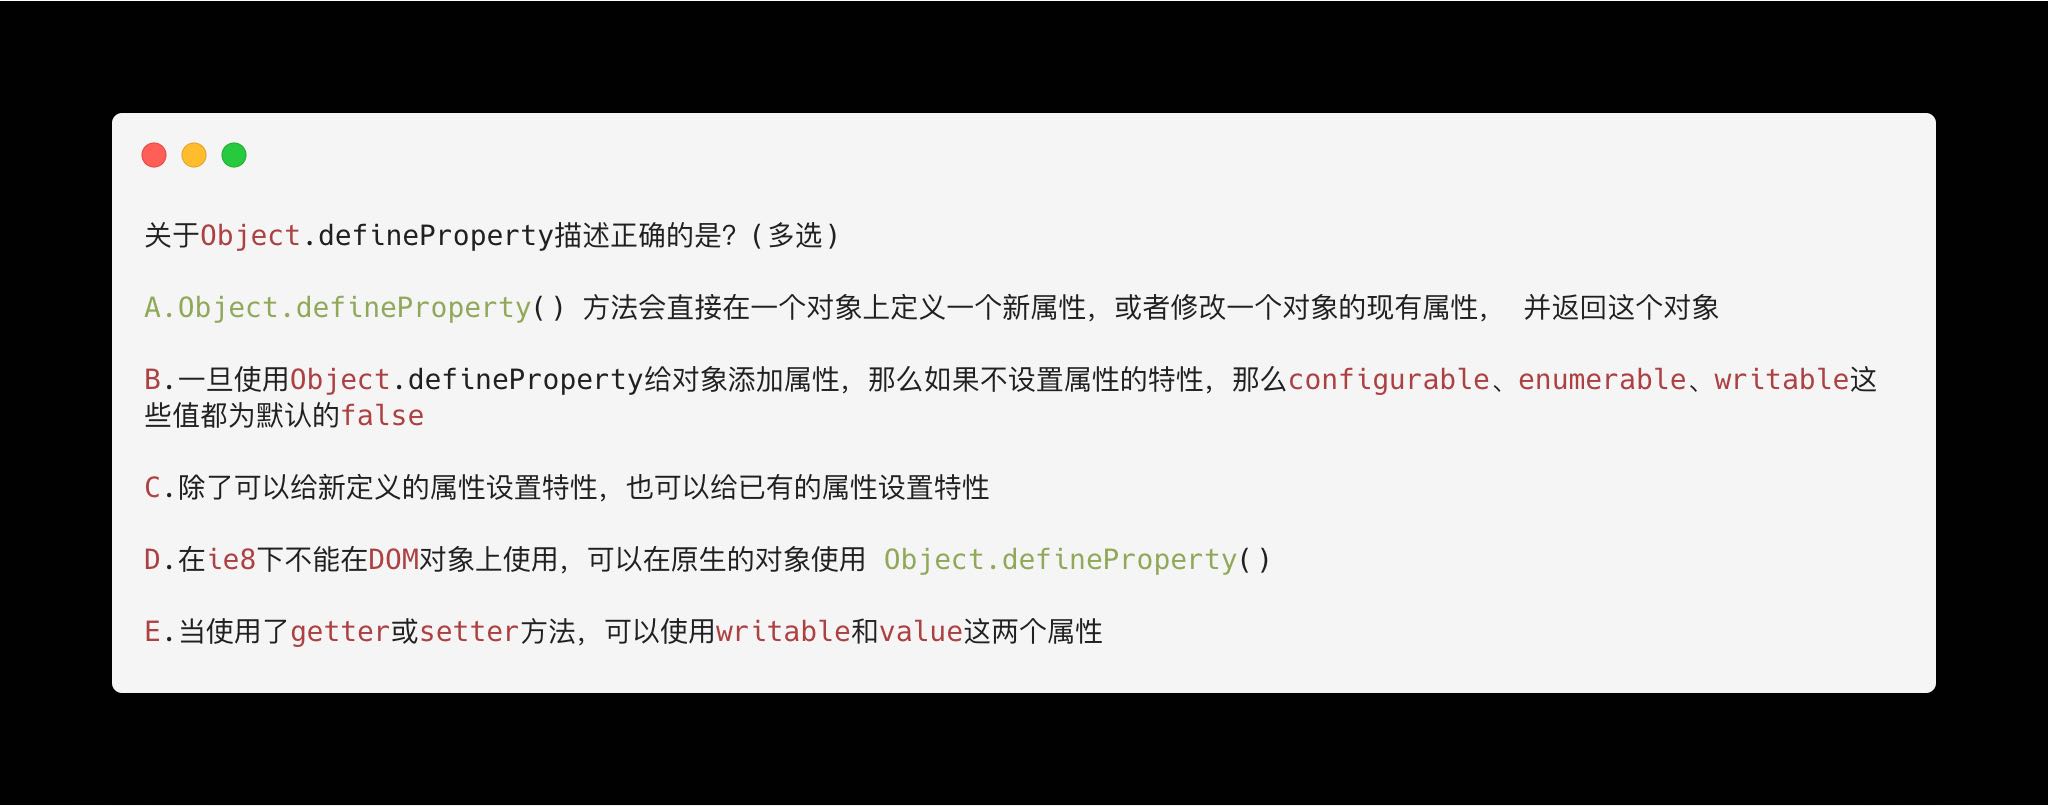 关于Object.defineProperty描述正确的是？(多选)
A.Object.defineProperty() 方法会直接在一个对象上定义一个新属性，或者修改一个对象的现有属性， 并返回这个对象
B.一旦使用Object.defineProperty给对象添加属性，那么如果不设置属性的特性，那么configurable、enumerable、writable这
些值都为默认的false
C.除了可以给新定义的属性设置特性，也可以给已有的属性设置特性
D.在ie8下不能在DOM对象上使用，可以在原生的对象使用 Object.defineProperty()
E.当使用了getter或setter方法，可以使用writable和value这两个属性